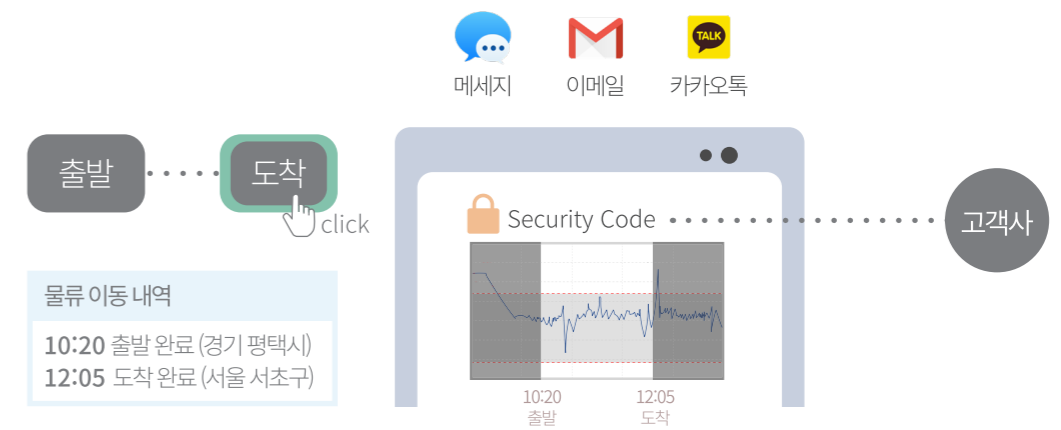 TALK
메세지
이메일
카카오톡
출발
도착
click
Security Code
고객사
물류 이동 내역
10:20 출발 완료 (경기 평택시)
12:05 도착 완료 (서울 서초구)
10:20
출발
12:05
도착